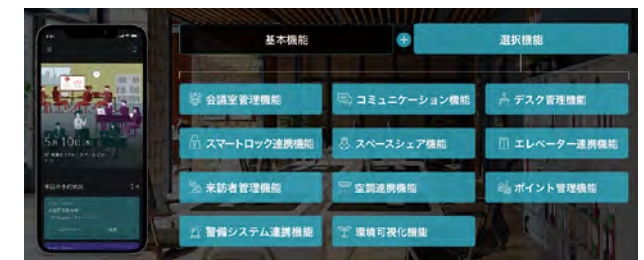 基本機能
選択機能
会議室管理機能
コミュニケーション機能
デスク管理機能
スマートロック連携機能
スペースシェア機能
エレベーター連携機能
来訪者管理機能
空調連携機能
ポイント管理機能
警備システム連携機能
環境可視化機能
5月10日